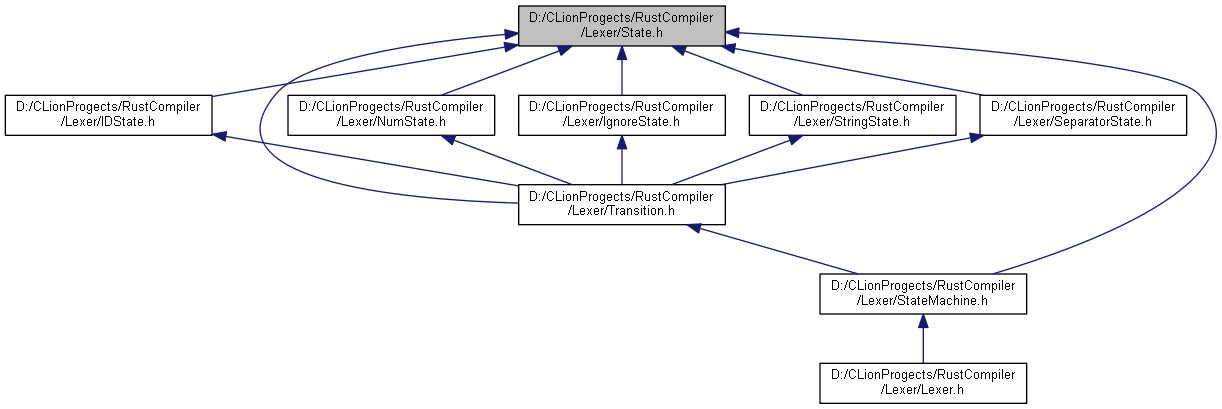 D:/CLionProgects/RustCompiler
/Lexer/State.h
D:/CLionProgects/RustCompiler
/Lexer/IDState.h
D:/CLionProgects/RustCompiler
/Lexer/NumState.h
D:/CLionProgects/RustCompiler
/Lexer/IgnoreState.h
D:/CLionProgects/RustCompiler
/Lexer/StringState.h
D:/CLionProgects/RustCompiler
/Lexer/SeparatorState.h
D:/CLionProgects/RustCompiler
/Lexer/Transition.h
D:/CLionProgects/RustCompiler
/Lexer/StateMachine.h
D:/CLionProgects/RustCompiler
/Lexer/Lexer.h